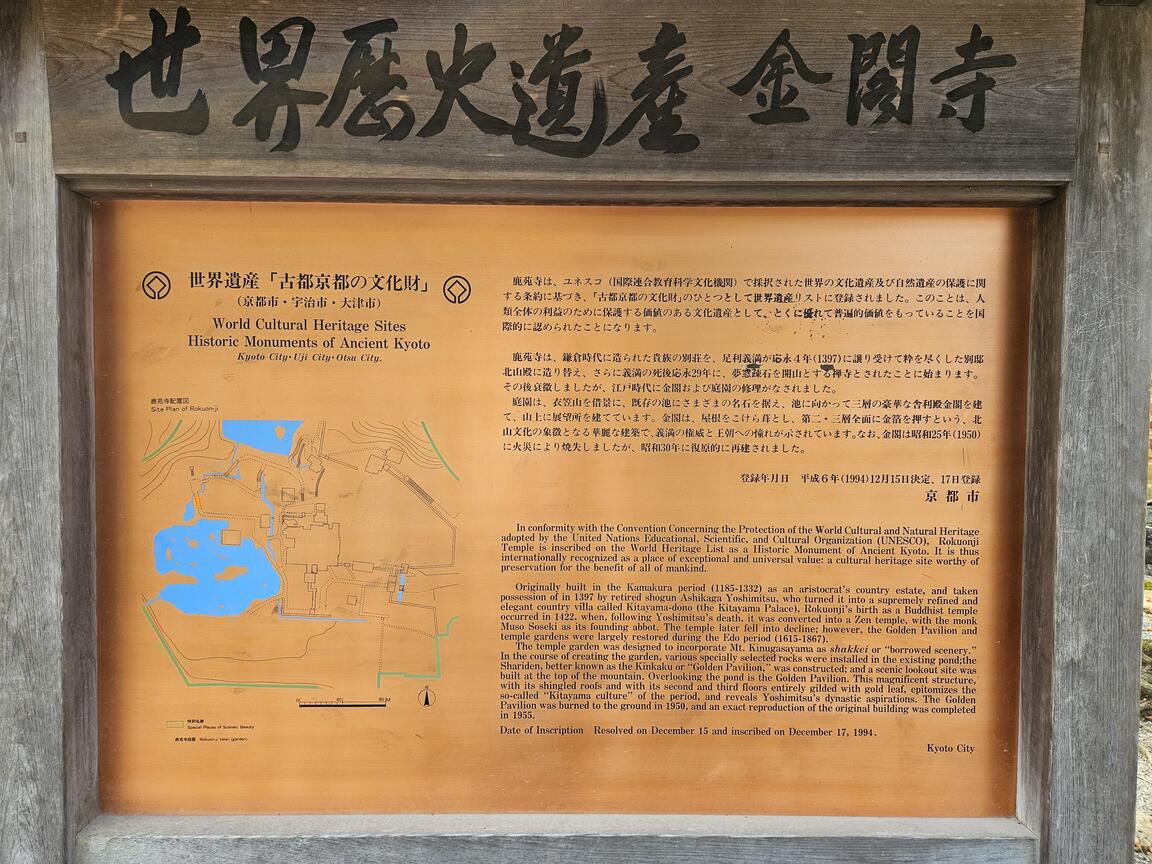 世界歴史遺産 金閣寺
世界遺産「古都京都の文化財」
(京都市・宇治市・大津市)
World Cultural Heritage Sites
Historic Monuments of Ancient Kyoto
Kyoto City・Uji City・Otsu City.
鹿苑寺配置図
Site Plan of Rokuon-ji
0 40 80 M
N
特別名勝
Special Places of Scenic Beauty
鹿苑寺庭園 Rokuon-ji teien (garden)
鹿苑寺は、ユネスコ(国際連合教育科学文化機関)で採択された世界の文化遺産及び自然遺産の保護に関
する条約に基づき、「古都京都の文化財」のひとつとして世界遺産リストに登録されました。このことは、人
類全体の利益のために保護する価値のある文化遺産として、とくに優れて普遍的価値をもっていることを国
際的に認められたことになります。
鹿苑寺は、鎌倉時代に造られた貴族の別荘を、足利義満が応永4年(1397)に譲り受けて粋を尽くした別邸
北山殿に造り替え、さらに義満の死後応永29年に、夢窓疎石を開山とする禅寺とされたことに始まります。
その後衰微しましたが、江戸時代に金閣および庭園の修理がなされました。
庭園は、衣笠山を借景に、既存の池にさまざまの名石を据え、池に向かって三層の豪華な舎利殿金閣を建
て、山上に展望所を建てています。金閣は、屋根をこけら葺とし、第二・三層全面に金箔を押すという、北
山文化の象徴となる華麗な建築で、義満の権威と王朝への憧れが示されています。なお、金閣は昭和25年(1950)
に火災により焼失しましたが、昭和30年に復原的に再建されました。
登録年月日 平成6年(1994)12月15日決定、17日登録
京都市
In conformity with the Convention Concerning the Protection of the World Cultural and Natural Heritage
adopted by the United Nations Educational, Scientific, and Cultural Organization (UNESCO), Rokuonji
Temple is inscribed on the World Heritage List as a Historic Monument of Ancient Kyoto. It is thus
internationally recognized as a place of exceptional and universal value: a cultural heritage site worthy of
preservation for the benefit of all of mankind.
Originally built in the Kamakura period (1185-1332) as an aristocrat's country estate, and taken
possession of in 1397 by retired shogun Ashikaga Yoshimitsu, who turned it into a supremely refined and
elegant country villa called Kitayama-dono (the Kitayama Palace), Rokuonji's birth as a Buddhist temple
occurred in 1422, when, following Yoshimitsu's death, it was converted into a Zen temple, with the monk
Muso Soseki as its founding abbot. The temple later fell into decline; however, the Golden Pavilion and
temple gardens were largely restored during the Edo period (1615-1867).
The temple garden was designed to incorporate Mt. Kinugasayama as shakkei or "borrowed scenery."
In the course of creating the garden, various specially selected rocks were installed in the existing pond;the
Shariden, better known as the Kinkaku or "Golden Pavilion," was constructed; and a scenic lookout site was
built at the top of the mountain. Overlooking the pond is the Golden Pavilion. This magnificent structure,
with its shingled roofs and with its second and third floors entirely gilded with gold leaf, epitomizes the
so-called "Kitayama culture" of the period, and reveals Yoshimitsu's dynastic aspirations. The Golden
Pavilion was burned to the ground in 1950, and an exact reproduction of the original building was completed
in 1955.
Date of Inscription Resolved on December 15 and inscribed on December 17, 1994.
Kyoto City